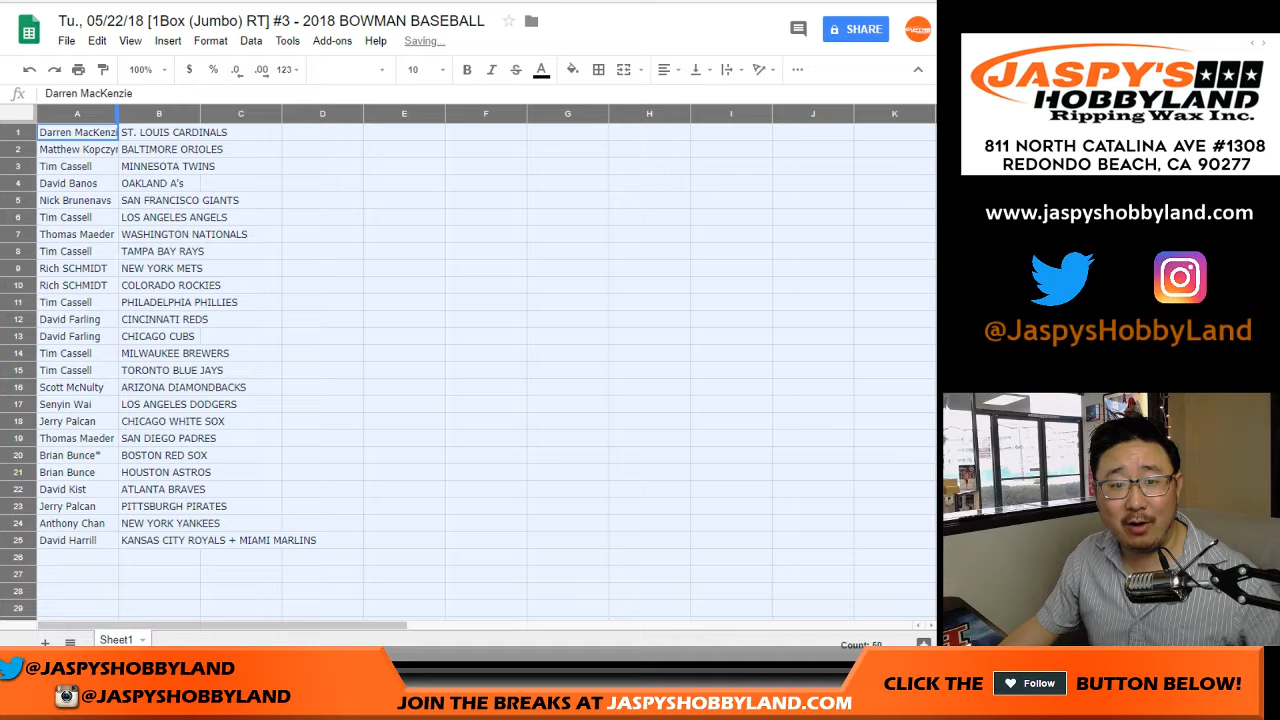 Tu., 05/22/18 [1Box (Jumbo) RT] #3 - 2018 BOWMAN BASEBALL
File Edit View Insert Format Data Tools Add-ons Help Saving...
SHARE
100% $ % .0 .00 123 10 B I S A
fx Darren MacKenzie
A B C D E F G H I J K
1 Darren MacKenzi ST. LOUIS CARDINALS
2 Matthew Kopczyn BALTIMORE ORIOLES
3 Tim Cassell MINNESOTA TWINS
4 David Banos OAKLAND A's
5 Nick Brunenavs SAN FRANCISCO GIANTS
6 Tim Cassell LOS ANGELES ANGELS
7 Thomas Maeder WASHINGTON NATIONALS
8 Tim Cassell TAMPA BAY RAYS
9 Rich SCHMIDT NEW YORK METS
10 Rich SCHMIDT COLORADO ROCKIES
11 Tim Cassell PHILADELPHIA PHILLIES
12 David Farling CINCINNATI REDS
13 David Farling CHICAGO CUBS
14 Tim Cassell MILWAUKEE BREWERS
15 Tim Cassell TORONTO BLUE JAYS
16 Scott McNulty ARIZONA DIAMONDBACKS
17 Senyin Wai LOS ANGELES DODGERS
18 Jerry Palcan CHICAGO WHITE SOX
19 Thomas Maeder SAN DIEGO PADRES
20 Brian Bunce* BOSTON RED SOX
21 Brian Bunce HOUSTON ASTROS
22 David Kist ATLANTA BRAVES
23 Jerry Palcan PITTSBURGH PIRATES
24 Anthony Chan NEW YORK YANKEES
25 David Harrill KANSAS CITY ROYALS + MIAMI MARLINS
26
27
28
29
Sheet1
Count: 50
JASPY'S
HOBBYLAND
Ripping Wax Inc.
811 NORTH CATALINA AVE #1308
REDONDO BEACH, CA 90277
www.jaspyshobbyland.com
@JaspysHobbyLand
@JASPYSHOBBYLAND
@JASPYSHOBBYLAND
JOIN THE BREAKS AT JASPYSHOBBYLAND.COM
CLICK THE Follow BUTTON BELOW!